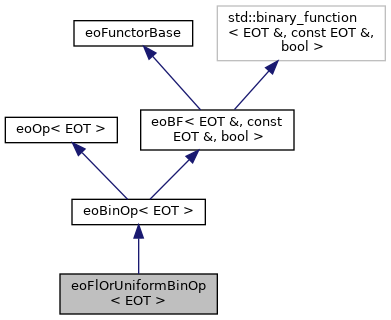 eoFunctorBase
std::binary_function
< EOT &, const EOT &,
bool >
eoOp< EOT >
eoBF< EOT &, const
EOT &, bool >
eoBinOp< EOT >
eoFlOrUniformBinOp
< EOT >